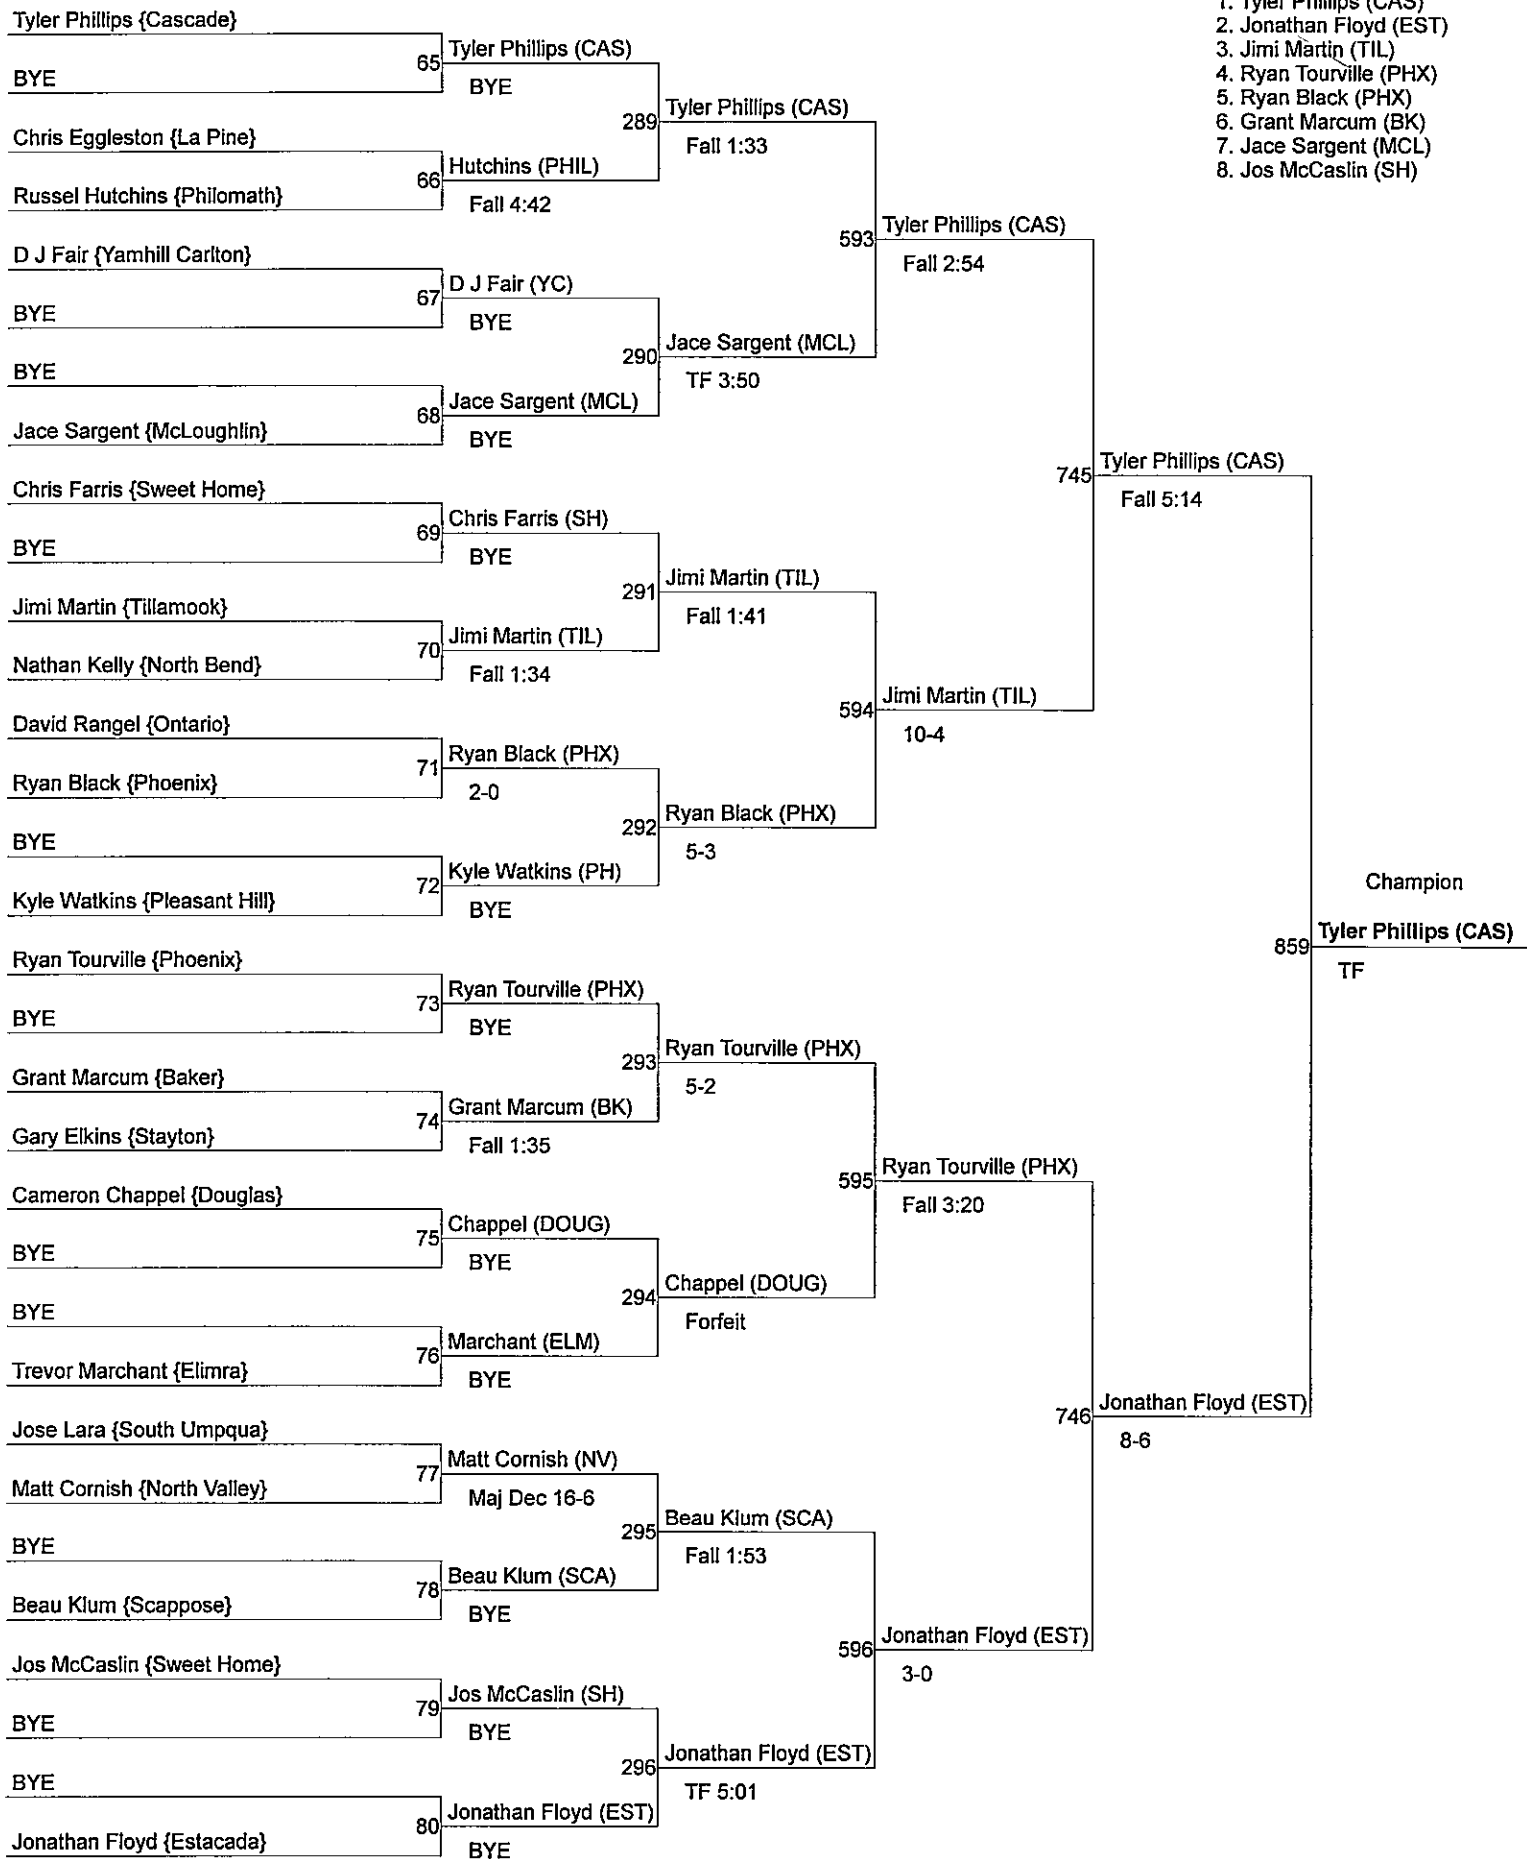 1. Tyler Phillips (CAS)
2. Jonathan Floyd (EST)
3. Jimi Martin (TIL)
4. Ryan Tourville (PHX)
5. Ryan Black (PHX)
6. Grant Marcum (BK)
7. Jace Sargent (MCL)
8. Jos McCaslin (SH)
Tyler Phillips {Cascade}
BYE
Chris Eggleston {La Pine}
Russel Hutchins {Philomath}
D J Fair {Yamhill Carlton}
BYE
BYE
Jace Sargent {McLoughlin}
Chris Farris {Sweet Home}
BYE
Jimi Martin {Tillamook}
Nathan Kelly {North Bend}
David Rangel {Ontario}
Ryan Black {Phoenix}
BYE
Kyle Watkins {Pleasant Hill}
Ryan Tourville {Phoenix}
BYE
Grant Marcum {Baker}
Gary Elkins {Stayton}
Cameron Chappel {Douglas}
BYE
BYE
Trevor Marchant {Elimra}
Jose Lara {South Umpqua}
Matt Cornish {North Valley}
BYE
Beau Klum {Scappose}
Jos McCaslin {Sweet Home}
BYE
BYE
Jonathan Floyd {Estacada}
65 Tyler Phillips (CAS)
BYE
66 Hutchins (PHIL)
Fall 4:42
67 D J Fair (YC)
BYE
68 Jace Sargent (MCL)
BYE
69 Chris Farris (SH)
BYE
70 Jimi Martin (TIL)
Fall 1:34
71 Ryan Black (PHX)
2-0
72 Kyle Watkins (PH)
BYE
73 Ryan Tourville (PHX)
BYE
74 Grant Marcum (BK)
Fall 1:35
75 Chappel (DOUG)
BYE
76 Marchant (ELM)
BYE
77 Matt Cornish (NV)
Maj Dec 16-6
78 Beau Klum (SCA)
BYE
79 Jos McCaslin (SH)
BYE
80 Jonathan Floyd (EST)
BYE
289 Tyler Phillips (CAS)
Fall 1:33
290 Jace Sargent (MCL)
TF 3:50
291 Jimi Martin (TIL)
Fall 1:41
292 Ryan Black (PHX)
5-3
293 Ryan Tourville (PHX)
5-2
294 Chappel (DOUG)
Forfeit
295 Beau Klum (SCA)
Fall 1:53
296 Jonathan Floyd (EST)
TF 5:01
593 Tyler Phillips (CAS)
Fall 2:54
594 Jimi Martin (TIL)
10-4
595 Ryan Tourville (PHX)
Fall 3:20
596 Jonathan Floyd (EST)
3-0
745 Tyler Phillips (CAS)
Fall 5:14
746 Jonathan Floyd (EST)
8-6
Champion
859 Tyler Phillips (CAS)
TF